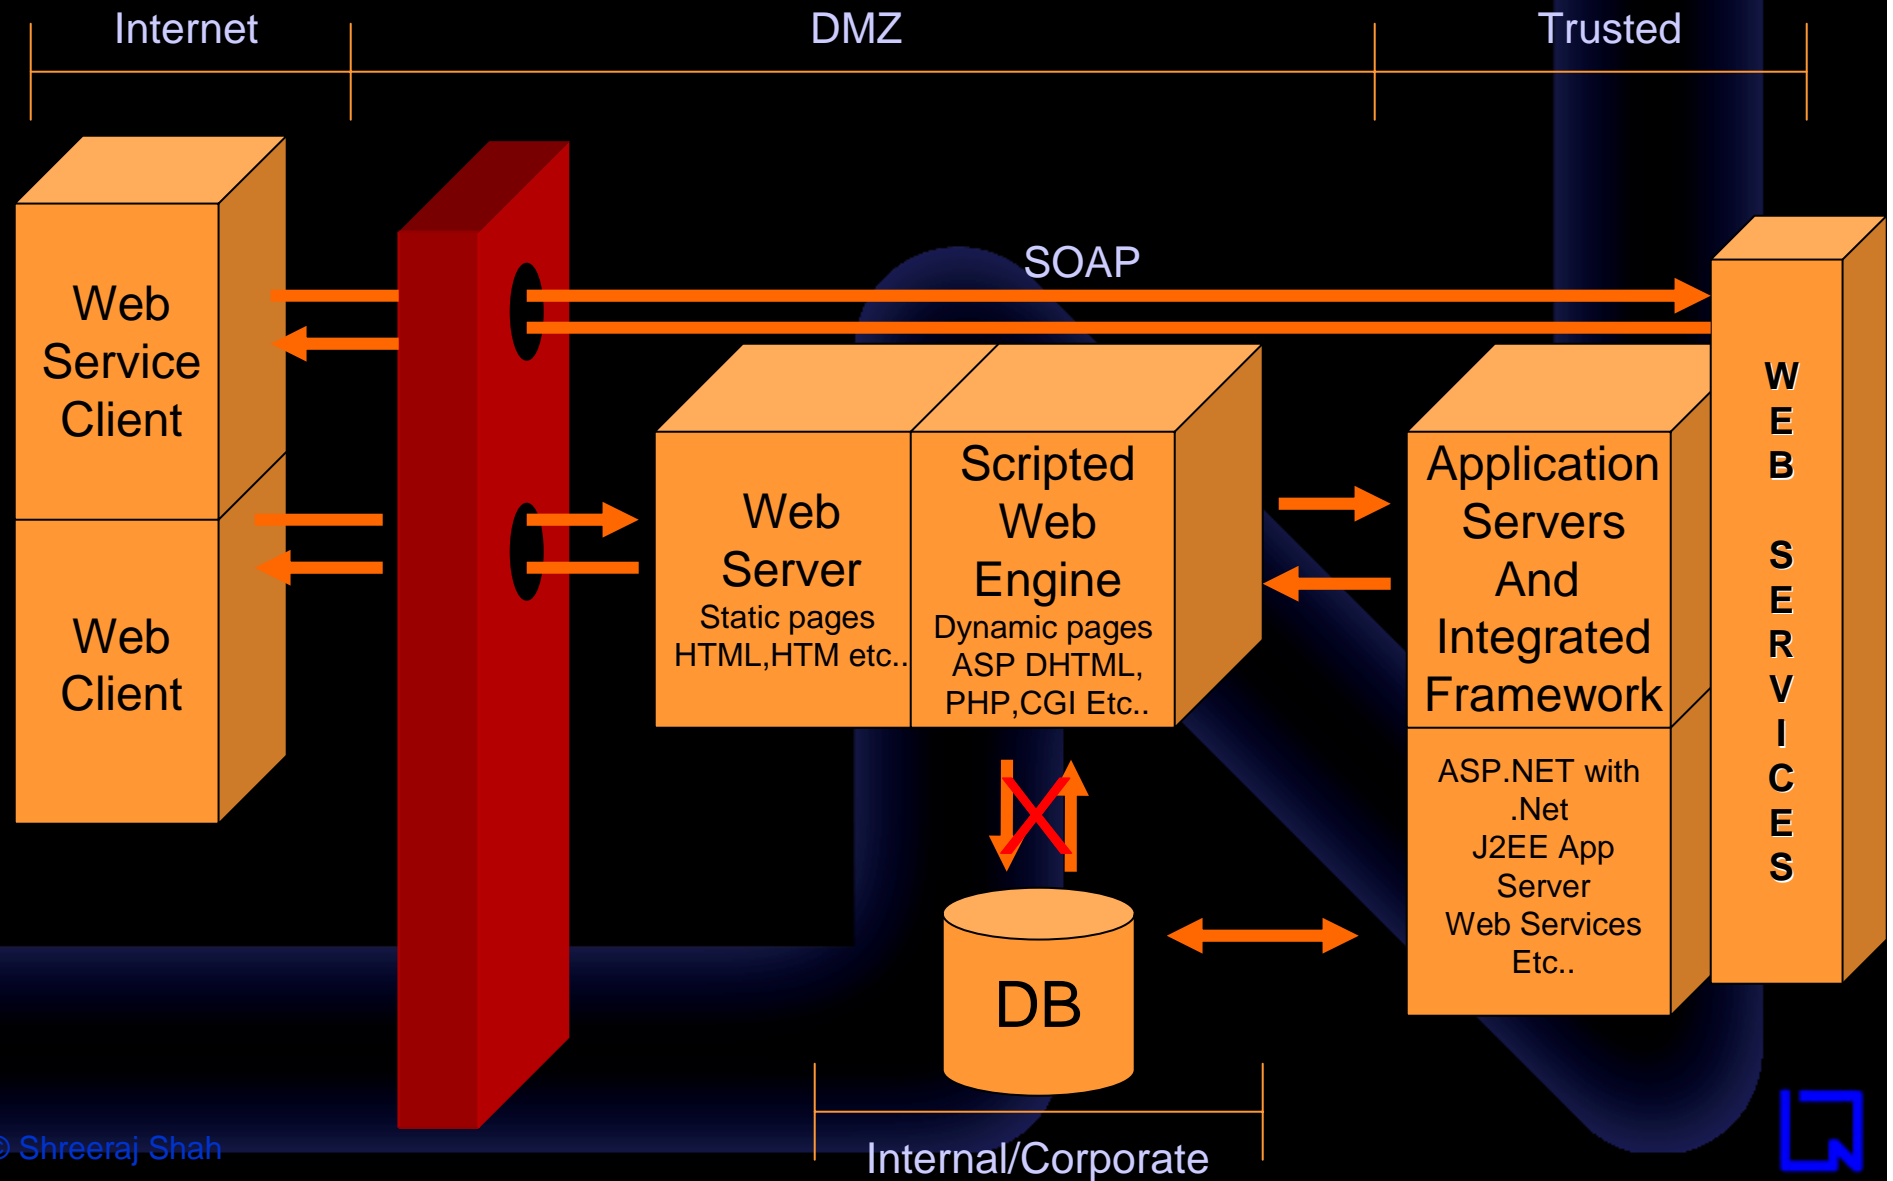 Internet
DMZ
Trusted
SOAP
Web
Service
Client
Web
Client
Web
Server
Static pages
HTML,HTM etc..
Scripted
Web
Engine
Dynamic pages
ASP DHTML,
PHP,CGI Etc..
Application
Servers
And
Integrated
Framework
ASP.NET with
.Net
J2EE App
Server
Web Services
Etc..
WEB SERVICES
DB
Internal/Corporate
© Shreeraj Shah